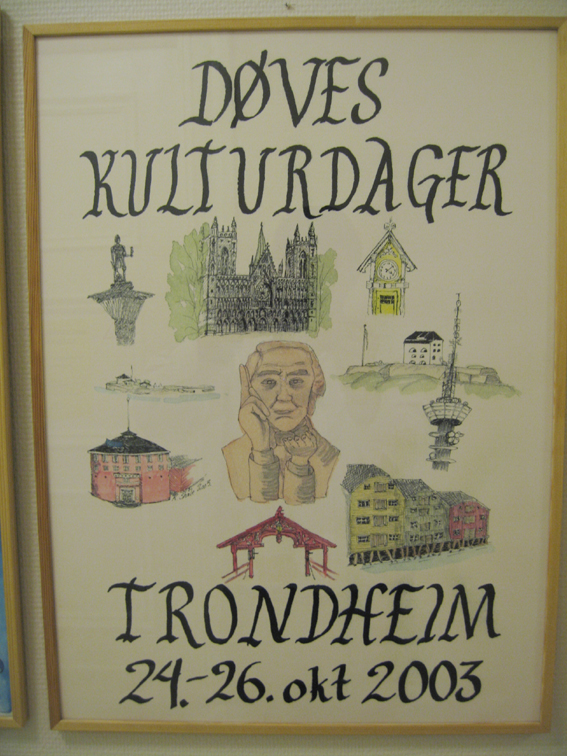 DØVES
KULTURDAGER
TRONDHEIM
24.-26. okt 2003